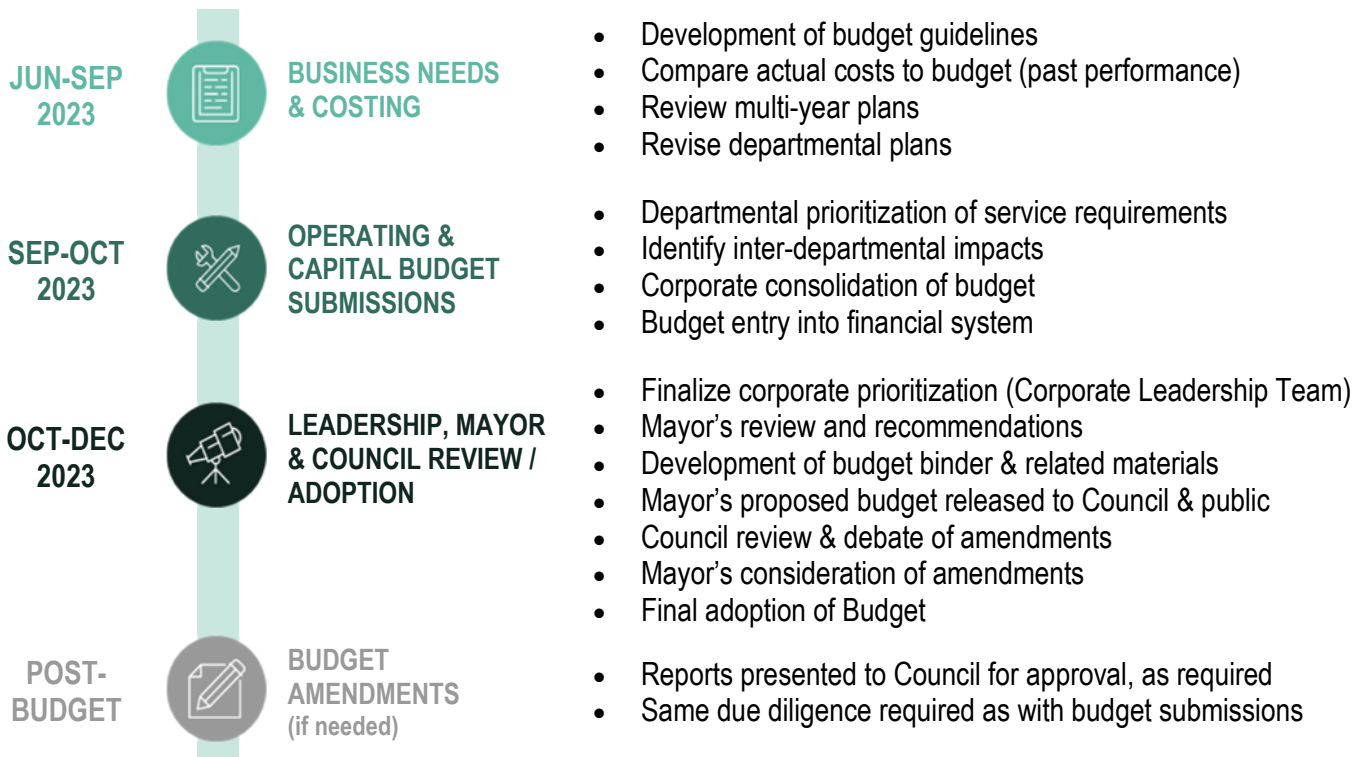 JUN-SEP
2023
BUSINESS NEEDS
& COSTING
• Development of budget guidelines
• Compare actual costs to budget (past performance)
• Review multi-year plans
• Revise departmental plans
SEP-OCT
2023
OPERATING &
CAPITAL BUDGET
SUBMISSIONS
• Departmental prioritization of service requirements
• Identify inter-departmental impacts
• Corporate consolidation of budget
• Budget entry into financial system
OCT-DEC
2023
LEADERSHIP, MAYOR
& COUNCIL REVIEW /
ADOPTION
• Finalize corporate prioritization (Corporate Leadership Team)
• Mayor’s review and recommendations
• Development of budget binder & related materials
• Mayor’s proposed budget released to Council & public
• Council review & debate of amendments
• Mayor’s consideration of amendments
• Final adoption of Budget
POST-
BUDGET
BUDGET
AMENDMENTS
(if needed)
• Reports presented to Council for approval, as required
• Same due diligence required as with budget submissions